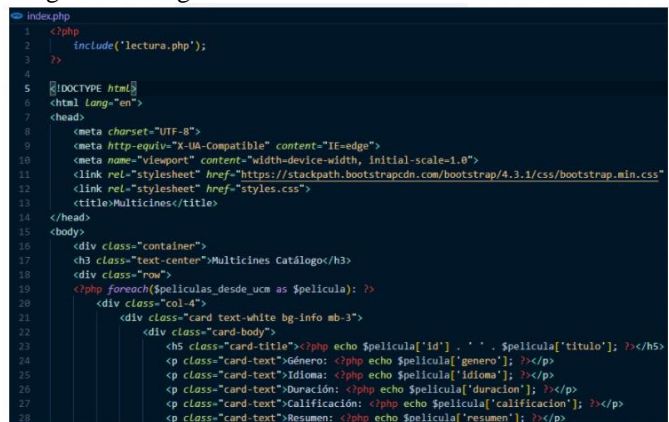 index.php
1 <?php
2 include('lectura.php');
3 ?>
4
5 <!DOCTYPE html>
6 <html lang="en">
7 <head>
8 <meta charset="UTF-8">
9 <meta http-equiv="X-UA-Compatible" content="IE=edge">
10 <meta name="viewport" content="width=device-width, initial-scale=1.0">
11 <link rel="stylesheet" href="https://stackpath.bootstrapcdn.com/bootstrap/4.3.1/css/bootstrap.min.css"
12 <link rel="stylesheet" href="styles.css">
13 <title>Multicines</title>
14 </head>
15 <body>
16 <div class="container">
17 <h3 class="text-center">Multicines Catálogo</h3>
18 <div class="row">
19 <?php foreach($peliculas_desde_ucm as $pelicula): ?>
20 <div class="col-4">
21 <div class="card text-white bg-info mb-3">
22 <div class="card-body">
23 <h5 class="card-title"><?php echo $pelicula['id'] . ' ' . $pelicula['titulo']; ?></h5>
24 <p class="card-text">Género: <?php echo $pelicula['genero']; ?></p>
25 <p class="card-text">Idioma: <?php echo $pelicula['idioma']; ?></p>
26 <p class="card-text">Duración: <?php echo $pelicula['duracion']; ?></p>
27 <p class="card-text">Calificación: <?php echo $pelicula['calificacion']; ?></p>
28 <p class="card-text">Resumen: <?php echo $pelicula['resumen']; ?></p>